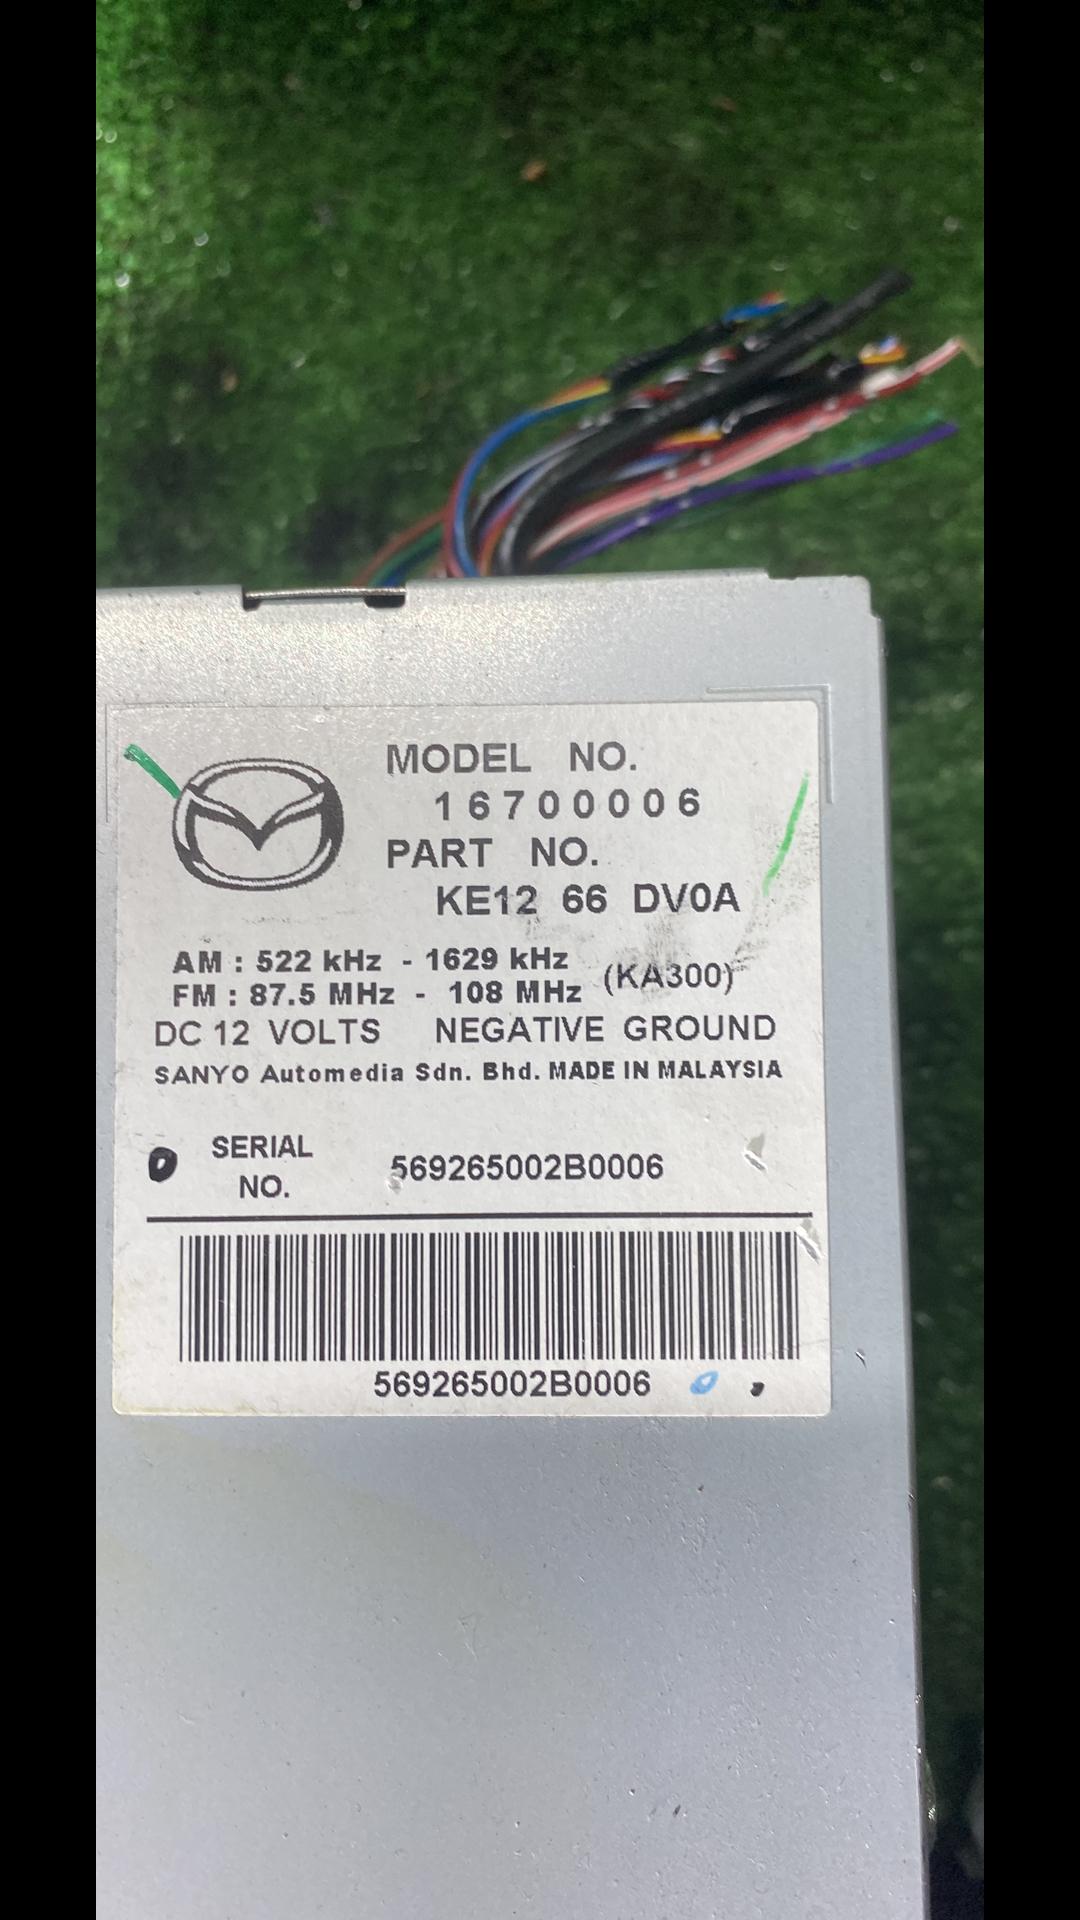 MODEL NO.
16700006
PART NO.
KE12 66 DV0A
AM : 522 kHz - 1629 kHz
FM : 87.5 MHz - 108 MHz (KA300)
DC 12 VOLTS NEGATIVE GROUND
SANYO Automedia Sdn. Bhd. MADE IN MALAYSIA
SERIAL NO. 569265002B0006
569265002B0006